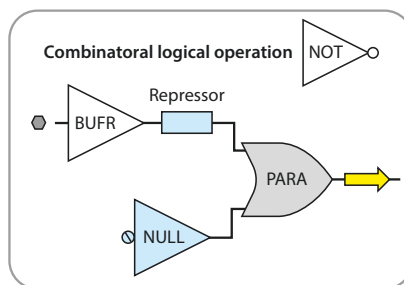 Combinatoral logical operation
NOT
Repressor
BUFR
PARA
NULL